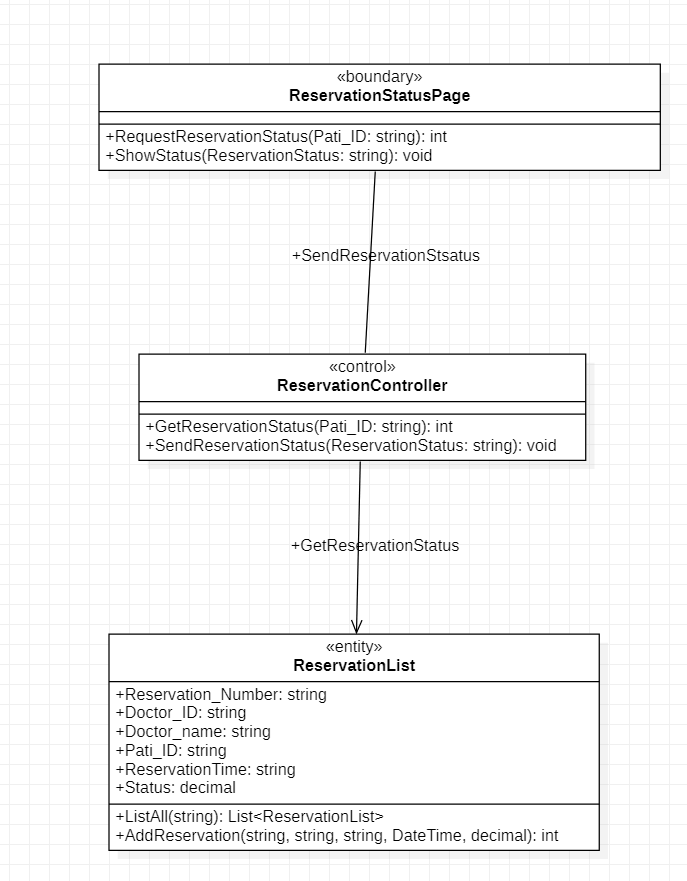 «boundary»
ReservationStatusPage
+RequestReservationStatus(Pati_ID: string): int
+ShowStatus(ReservationStatus: string): void
+SendReservationStsatus
«control»
ReservationController
+GetReservationStatus(Pati_ID: string): int
+SendReservationStatus(ReservationStatus: string): void
+GetReservationStatus
«entity»
ReservationList
+Reservation_Number: string
+Doctor_ID: string
+Doctor_name: string
+Pati_ID: string
+ReservationTime: string
+Status: decimal
+ListAll(string): List<ReservationList>
+AddReservation(string, string, string, DateTime, decimal): int